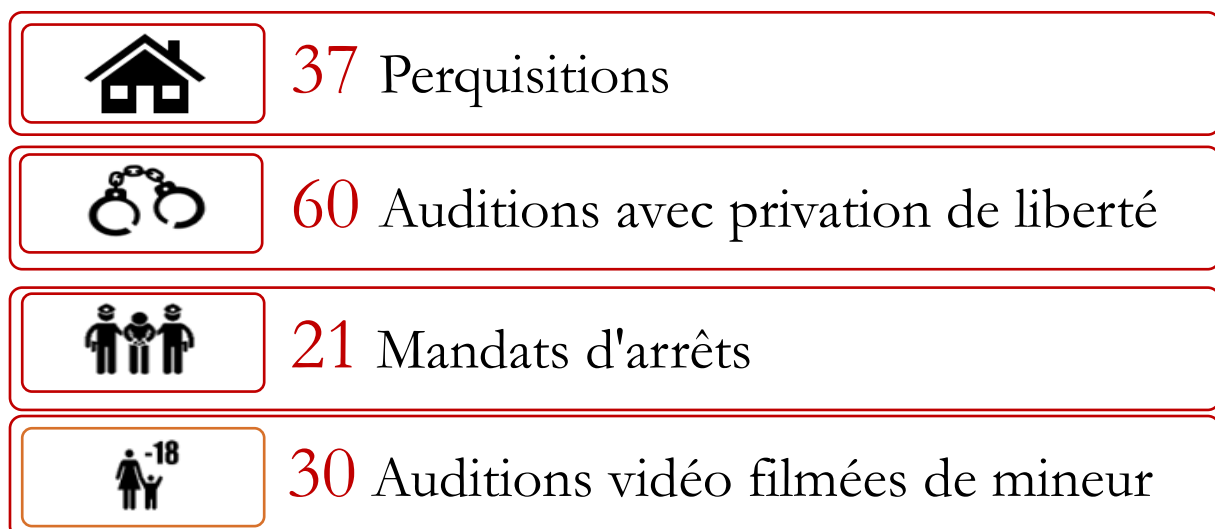 37 Perquisitions
60 Auditions avec privation de liberté
21 Mandats d'arrêts
-18
30 Auditions vidéo filmées de mineur